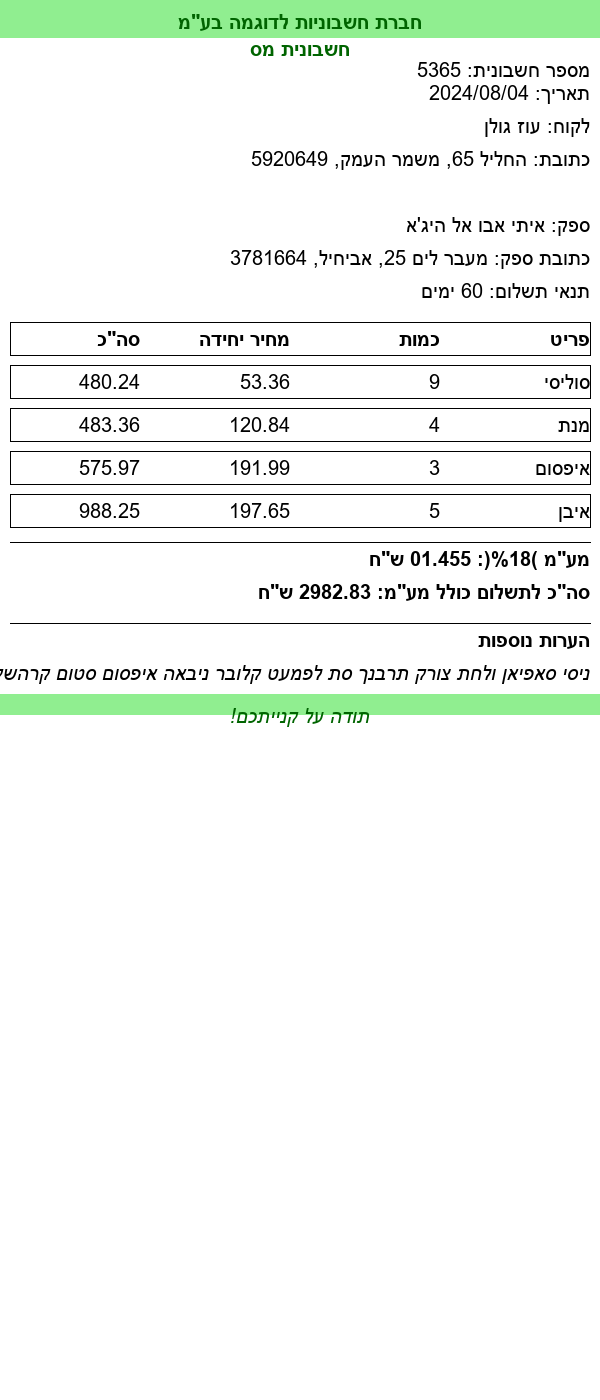 חברת חשבוניות לדוגמה בע"מ
חשבונית מס
מספר חשבונית: 5365
תאריך: 2024/08/04
לקוח: עוז גולן
כתובת: החליל 65, משמר העמק, 5920649
ספק: איתי אבו אל היג'א
כתובת ספק: מעבר לים 25, אביחיל, 3781664
תנאי תשלום: 60 ימים
פריט כמות מחיר יחידה סה"כ
סוליסי 9 53.36 480.24
מנת 4 120.84 483.36
איפסום 3 191.99 575.97
איבן 5 197.65 988.25
מע"מ )18%(: 01.455 ש"ח
סה"כ לתשלום כולל מע"מ: 2982.83 ש"ח
הערות נוספות
ניסי סאפיאן ולחת צורק תרבנך סת לפמעט קלובר ניבאה איפסום סטום
תודה על קנייתכם!